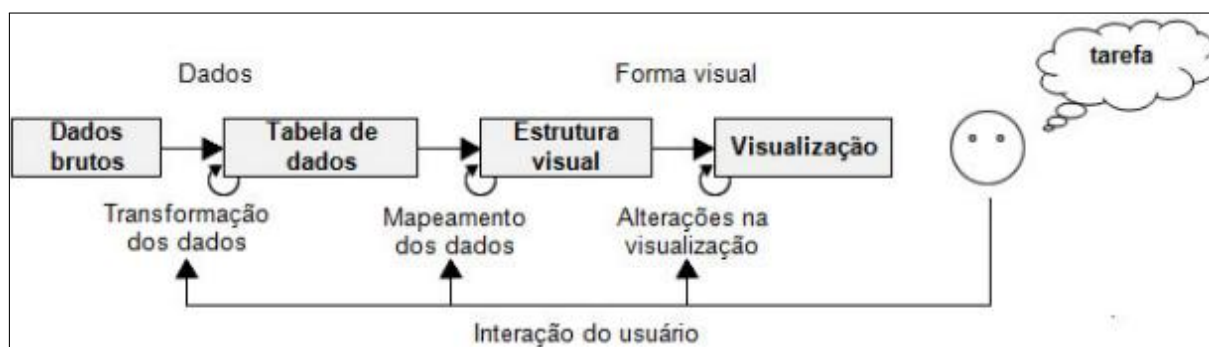 tarefa
Dados
Forma visual
Dados
brutos
Tabela de
dados
Estrutura
visual
Visualização
Transformação
dos dados
Mapeamento
dos dados
Alterações na
visualização
Interação do usuário